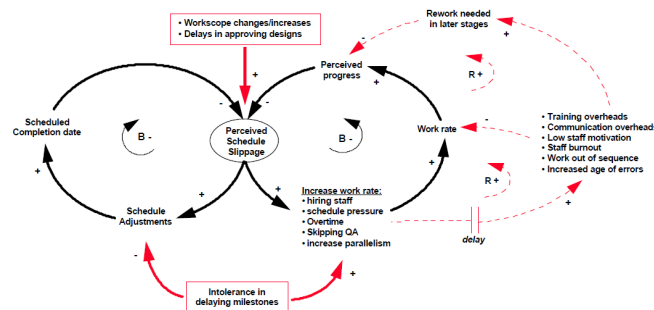 • Workscope changes/increases
• Delays in approving designs
Rework needed
in later stages
-
+
+
Perceived
progress
R +
+
-
-
-
Scheduled
Completion date
B -
Perceived
Schedule
Slippage
B -
Work rate
-
• Training overheads
• Communication overheads
• Low staff motivation
• Staff burnout
• Work out of sequence
• Increased age of errors
+
+
+
+
R +
Increase work rate:
• hiring staff
• schedule pressure
• Overtime
• Skipping QA
• increase parallelism
+
Schedule
Adjustments
delay
-
+
Intolerance in
delaying milestones